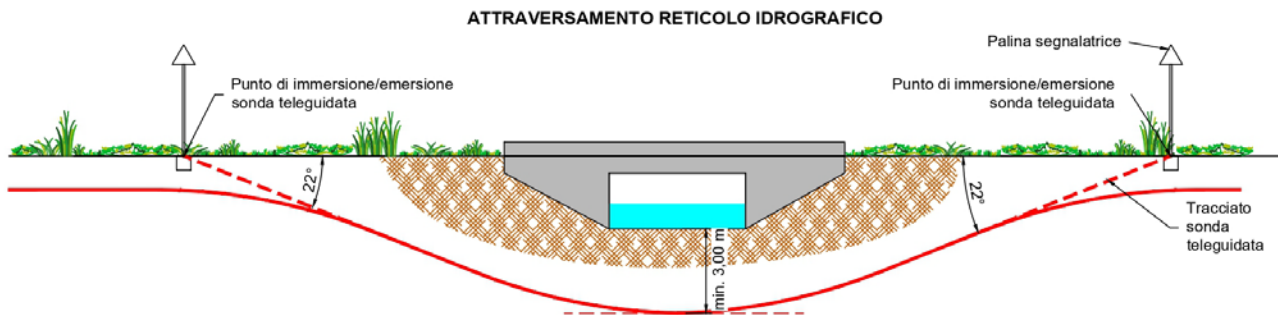 ATTRAVERSAMENTO RETICOLO IDROGRAFICO
Palina segnalatrice
Punto di immersione/emersione
sonda teleguidata
Punto di immersione/emersione
sonda teleguidata
22°
22°
min. 3,00 m
Tracciato
sonda
teleguidata